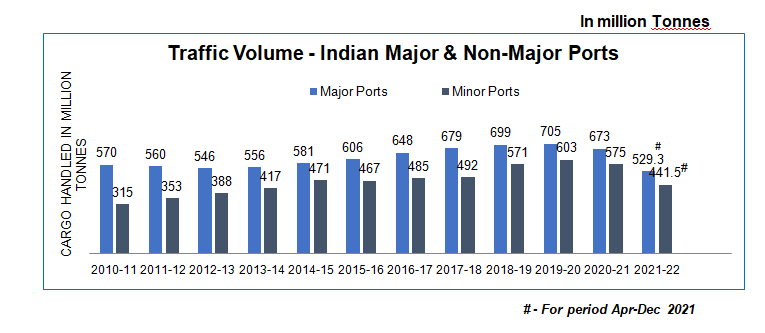 In million Tonnes
Traffic Volume - Indian Major & Non-Major Ports
Major Ports Minor Ports
CARGO HANDLED IN MILLION
TONNES
570 315 560 353 546 388 556 417 581 471 606 467 648 485 679 492 699 571 705 603 673 575 529.3 # 441.5 #
2010-11 2011-12 2012-13 2013-14 2014-15 2015-16 2016-17 2017-18 2018-19 2019-20 2020-21 2021-22
# - For period Apr-Dec 2021